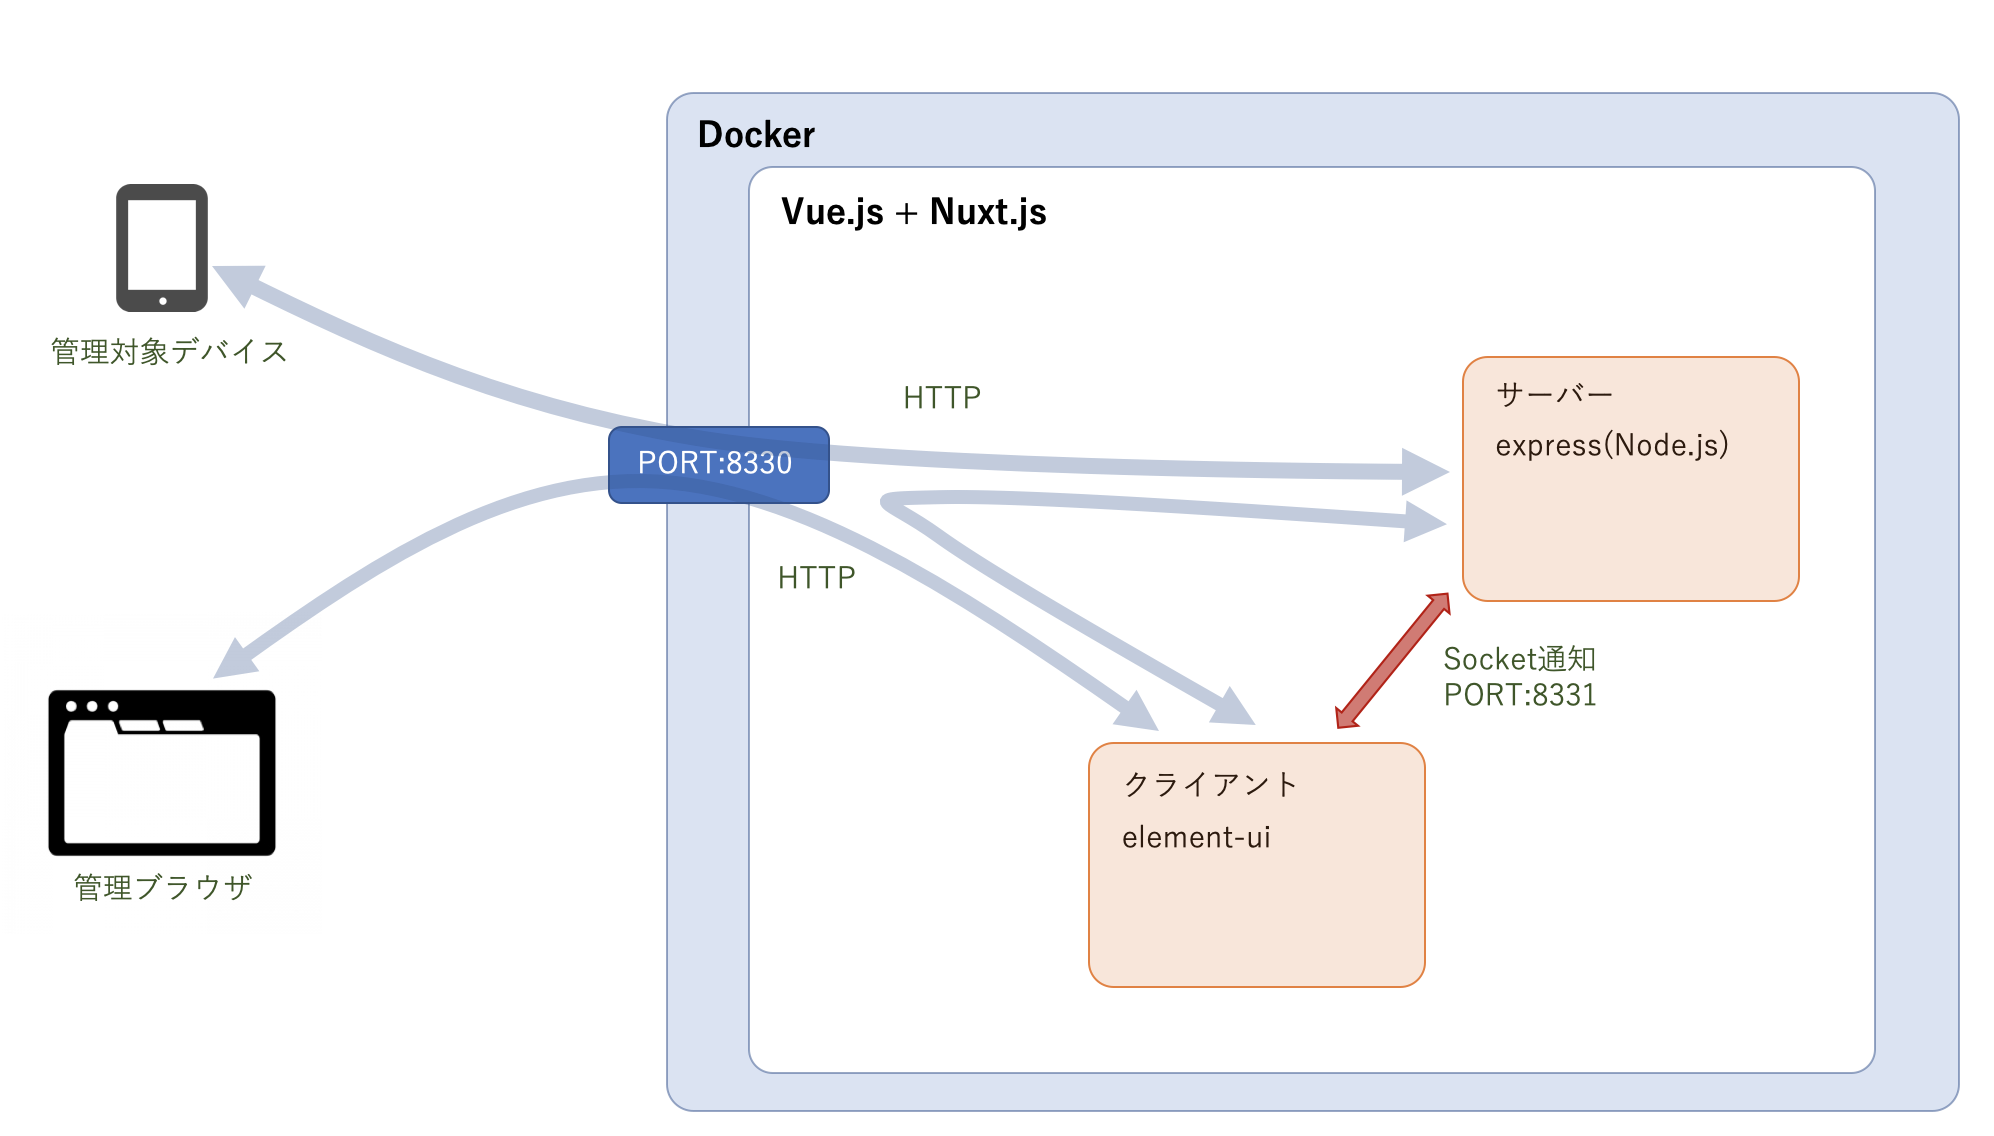 Docker
Vue.js + Nuxt.js
管理対象デバイス
HTTP
サーバー
express(Node.js)
PORT:8330
HTTP
Socket通知
PORT:8331
クライアント
element-ui
管理ブラウザ